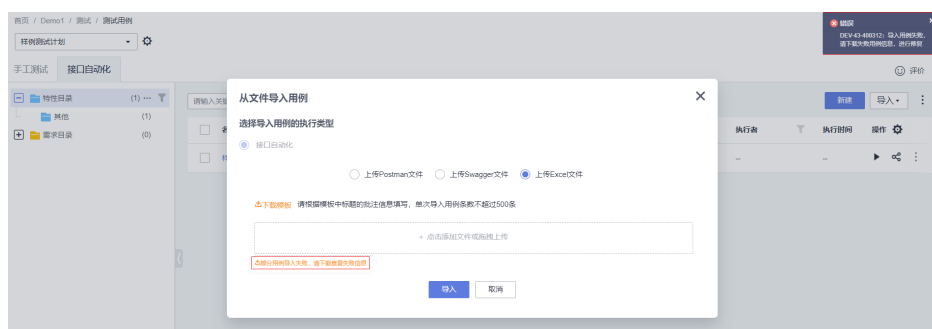 首页 / Demo1 / 测试 / 测试用例
错误
DEV-43-400312：导入用例失败，
请下载失败用例信息，进行修复
样例测试计划
手工测试 接口自动化
评价
特性目录 (1)
其他 (1)
需求目录 (0)
请输入关
新建 导入
执行者 执行时间 操作
-- --
从文件导入用例
选择导入用例的执行类型
接口自动化
上传Postman文件 上传Swagger文件 上传Excel文件
下载模板 请根据模板中标题的批注信息填写，单次导入用例条数不超过500条
+ 点击添加文件或拖拽上传
部分用例导入失败，请下载查看失败信息
导入 取消